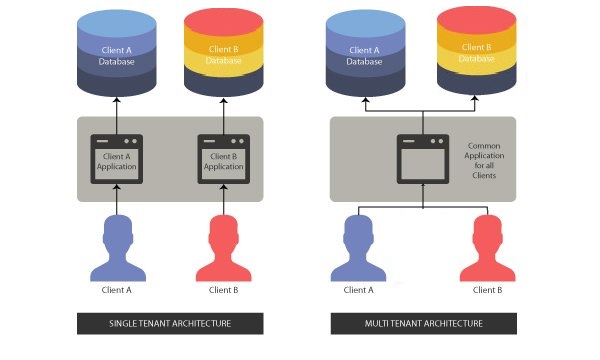 Client A
Database
Client B
Database
Client A
Application
Client B
Application
Client A
Client B
SINGLE TENANT ARCHITECTURE
Client A
Database
Client B
Database
Common
Application
for all
Clients
Client A
Client B
MULTI TENANT ARCHITECTURE